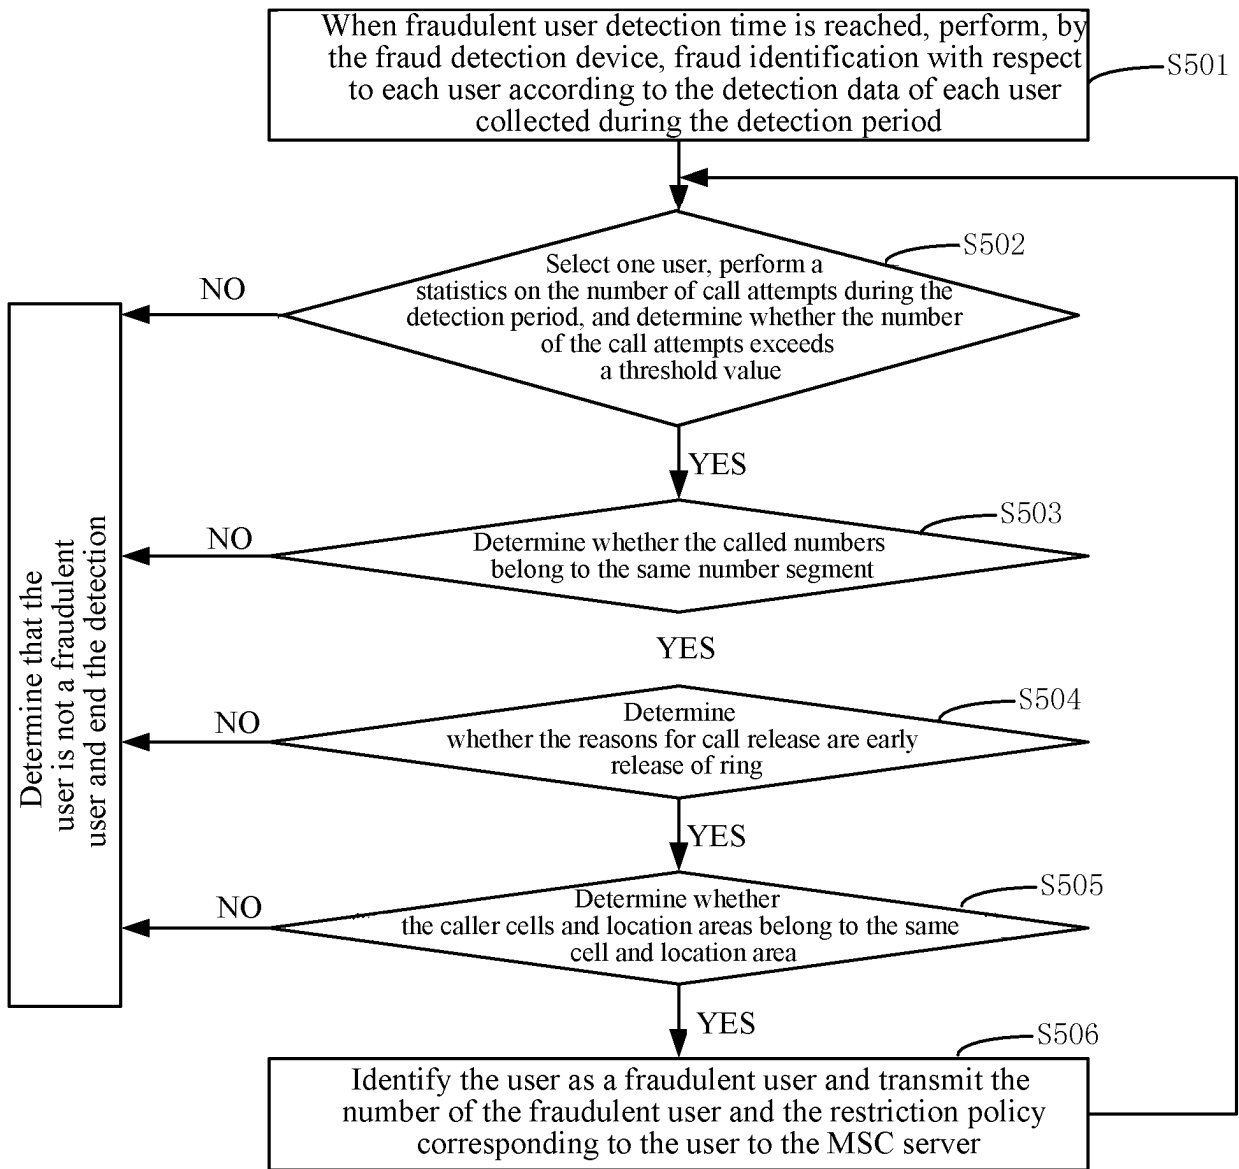 When fraudulent user detection time is reached, perform, by
the fraud detection device, fraud identification with respect
to each user according to the detection data of each user
collected during the detection period
S501
S502
Select one user, perform a
statistics on the number of call attempts during the
detection period, and determine whether the number
of the call attempts exceeds
a threshold value
NO
YES
S503
Determine whether the called numbers
belong to the same number segment
NO
YES
S504
Determine
whether the reasons for call release are early
release of ring
NO
YES
S505
Determine whether
the caller cells and location areas belong to the same
cell and location area
NO
YES
S506
Identify the user as a fraudulent user and transmit the
number of the fraudulent user and the restriction policy
corresponding to the user to the MSC server
Determine that the
user is not a fraudulent
user and end the detection